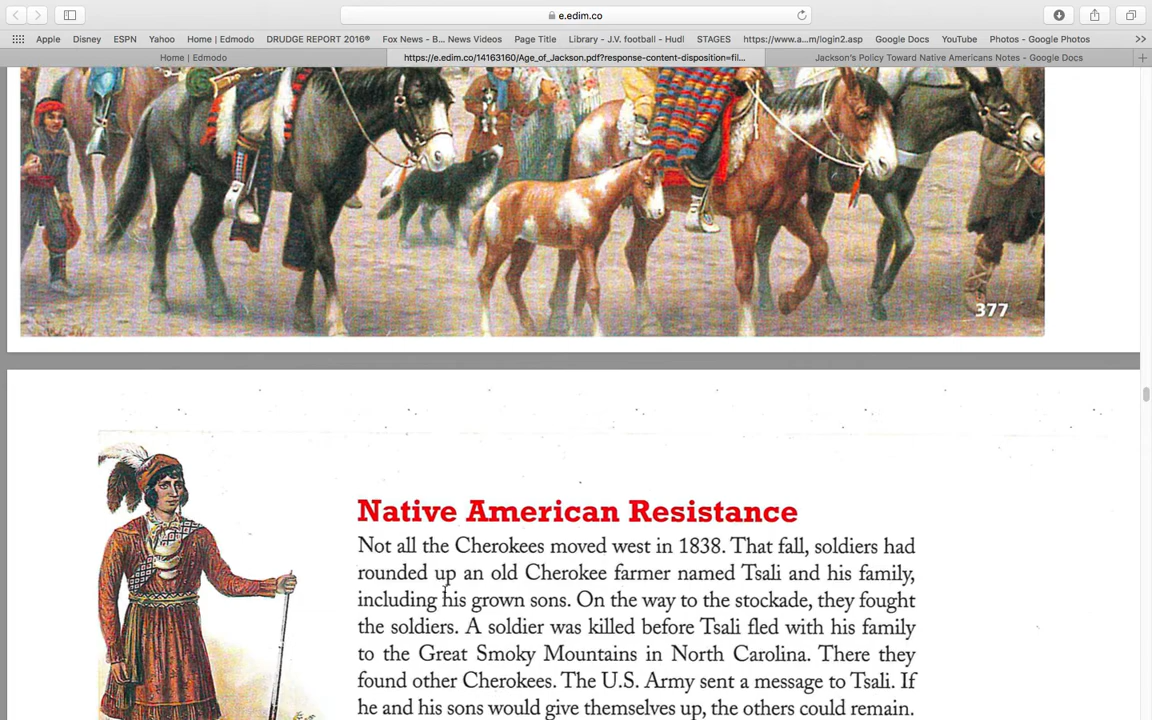 e.edim.co
Apple Disney ESPN Yahoo Home | Edmodo DRUDGE REPORT 2016® Fox News - B... News Videos Page Title Library - J.V. football - Hudl STAGES https://www.a...m/login2.asp Google Docs YouTube Photos - Google Photos >>
Home | Edmodo https://e.edim.co/14163160/Age_of_Jackson.pdf?response-content-disposition=fil... Jackson's Policy Toward Native Americans Notes - Google Docs
377
Native American Resistance
Not all the Cherokees moved west in 1838. That fall, soldiers had
rounded up an old Cherokee farmer named Tsali and his family,
including his grown sons. On the way to the stockade, they fought
the soldiers. A soldier was killed before Tsali fled with his family
to the Great Smoky Mountains in North Carolina. There they
found other Cherokees. The U.S. Army sent a message to Tsali. If
he and his sons would give themselves up, the others could remain.